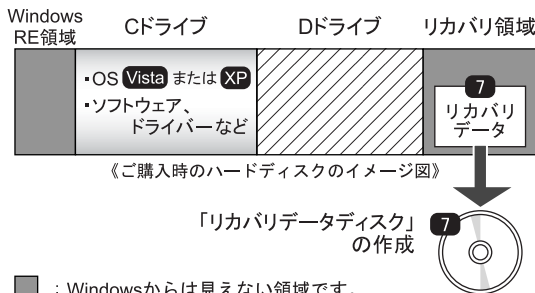 Windows
RE領域
Cドライブ
Dドライブ
リカバリ領域
・OS Vista または XP
・ソフトウェア、
ドライバーなど
7
リカバリ
データ
《ご購入時のハードディスクのイメージ図》
「リカバリデータディスク」 7
の作成
：Windowsからは見えない領域です。